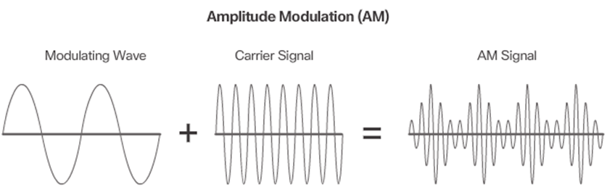 Amplitude Modulation (AM)
Modulating Wave
Carrier Signal
AM Signal
+
=